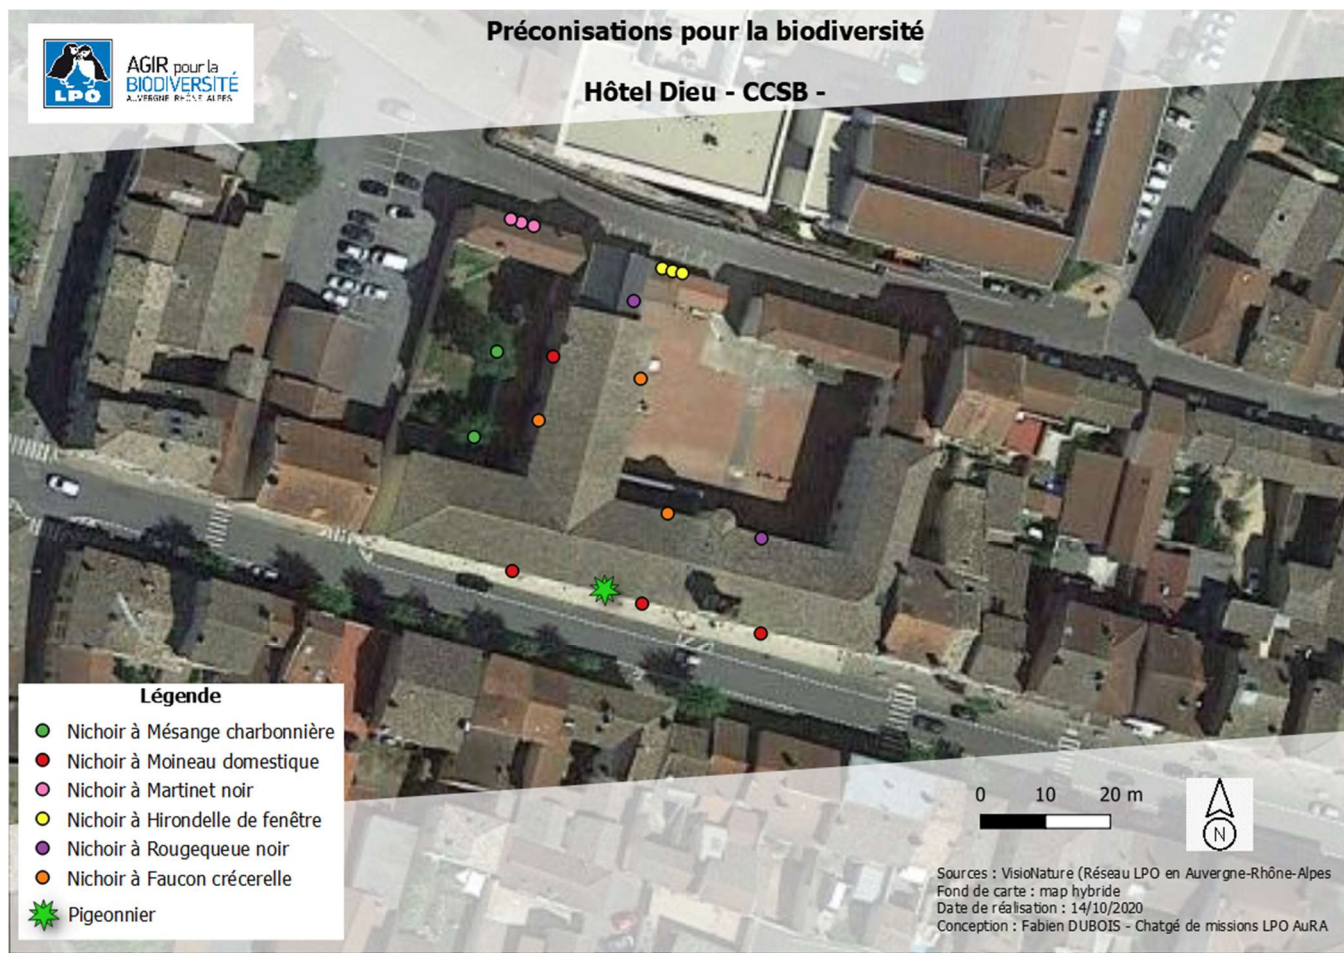 Préconisations pour la biodiversité
Hôtel Dieu - CCSB -
AGIR pour la
BIODIVERSITÉ
AUVERGNE RHÔNE-ALPES
LPO
Légende
Nichoir à Mésange charbonnière
Nichoir à Moineau domestique
Nichoir à Martinet noir
Nichoir à Hirondelle de fenêtre
Nichoir à Rougequeue noir
Nichoir à Faucon crécerelle
Pigeonnier
0 10 20 m
N
Sources : VisioNature (Réseau LPO en Auvergne-Rhône-Alpes
Fond de carte : map hybride
Date de réalisation : 14/10/2020
Conception : Fabien DUBOIS - Chatgé de missions LPO AuRA